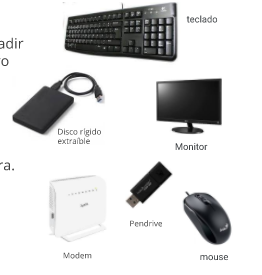 teclado
adir
o
Disco rígido
extraíble
Monitor
ra.
Pendrive
Modem
mouse